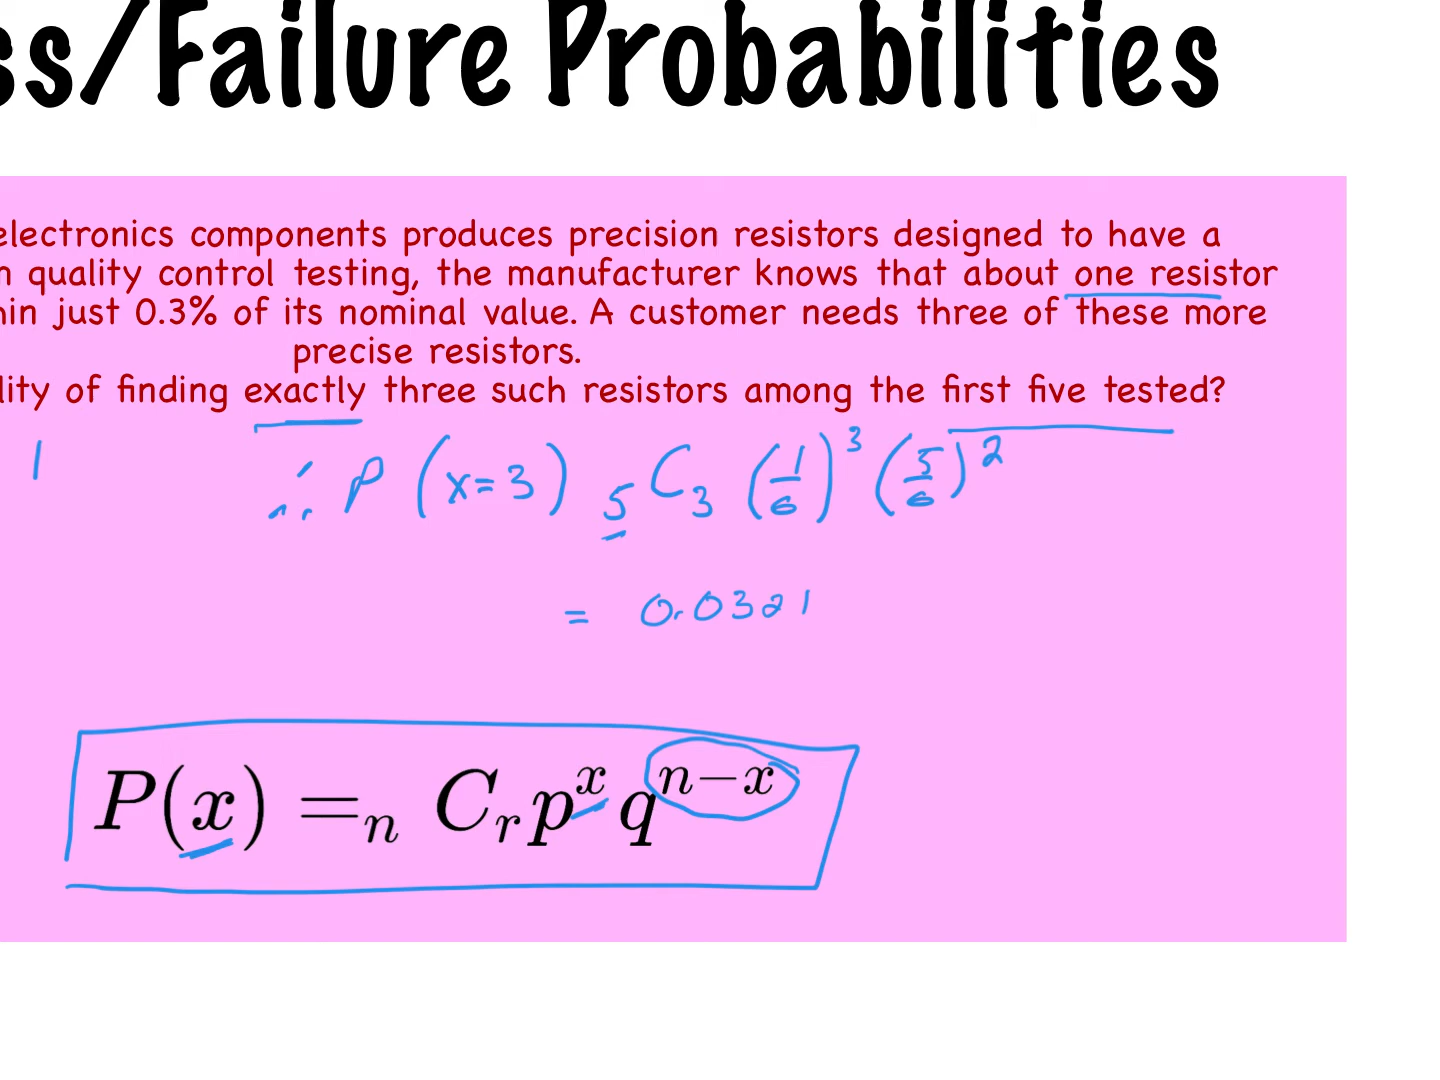 ss/Failure Probabilities
electronics components produces precision resistors designed to have a
n quality control testing, the manufacturer knows that about one resistor
hin just 0.3% of its nominal value. A customer needs three of these more
precise resistors.
lity of finding exactly three such resistors among the first five tested?
1 ∴ P (x=3) ₅C₃ (1/6)³ (5/6)²
= 0.0321
P(x) =ₙ Cᵣ pˣ qⁿ⁻ˣ